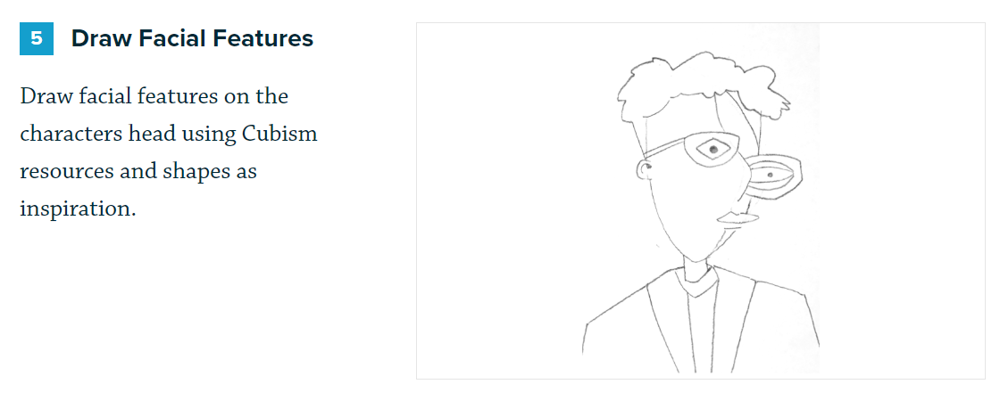 5 Draw Facial Features
Draw facial features on the
characters head using Cubism
resources and shapes as
inspiration.